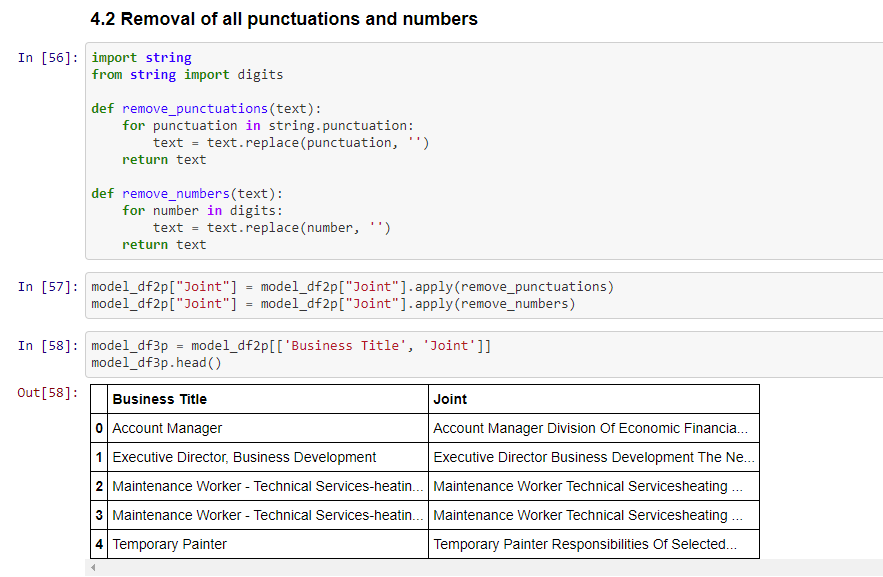 4.2 Removal of all punctuations and numbers
In [56]: import string
from string import digits
def remove_punctuations(text):
for punctuation in string.punctuation:
text = text.replace(punctuation, '')
return text
def remove_numbers(text):
for number in digits:
text = text.replace(number, '')
return text
In [57]: model_df2p["Joint"] = model_df2p["Joint"].apply(remove_punctuations)
model_df2p["Joint"] = model_df2p["Joint"].apply(remove_numbers)
In [58]: model_df3p = model_df2p[['Business Title', 'Joint']]
model_df3p.head()
Out[58]:
Business Title Joint
0 Account Manager Account Manager Division Of Economic Financia...
1 Executive Director, Business Development Executive Director Business Development The Ne...
2 Maintenance Worker - Technical Services-heatin... Maintenance Worker Technical Servicesheating ...
3 Maintenance Worker - Technical Services-heatin... Maintenance Worker Technical Servicesheating ...
4 Temporary Painter Temporary Painter Responsibilities Of Selected...